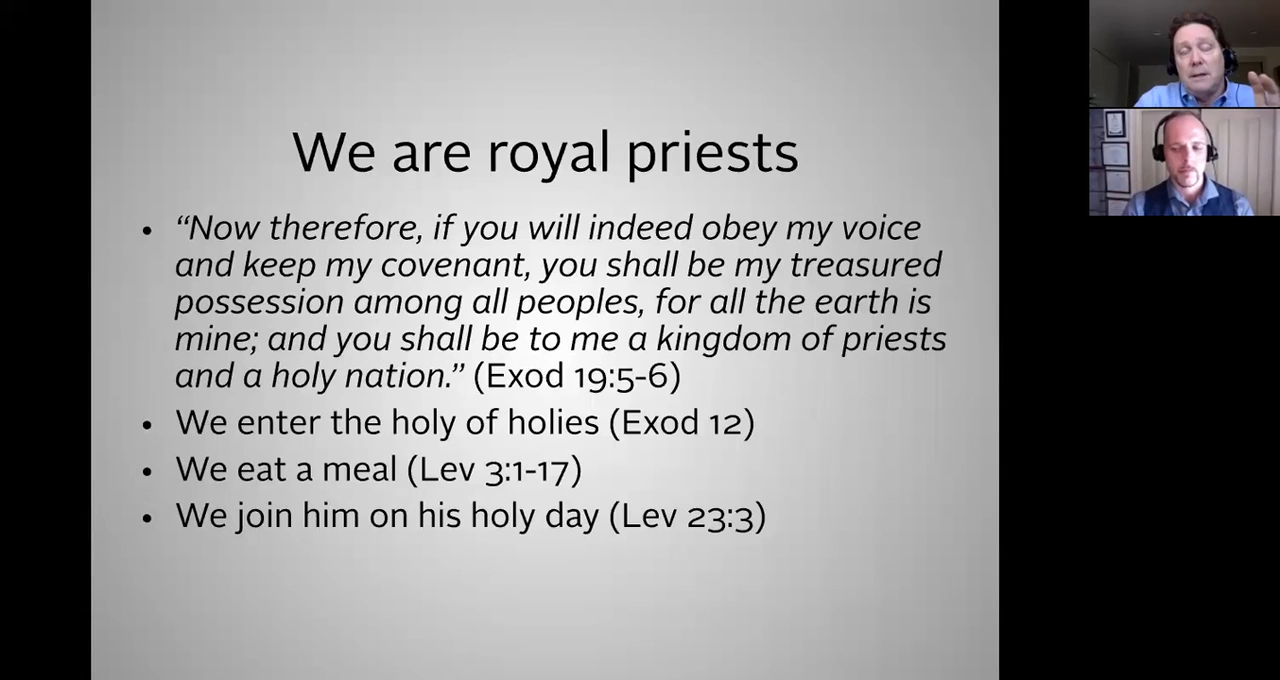 We are royal priests
• “Now therefore, if you will indeed obey my voice
and keep my covenant, you shall be my treasured
possession among all peoples, for all the earth is
mine; and you shall be to me a kingdom of priests
and a holy nation.” (Exod 19:5-6)
• We enter the holy of holies (Exod 12)
• We eat a meal (Lev 3:1-17)
• We join him on his holy day (Lev 23:3)